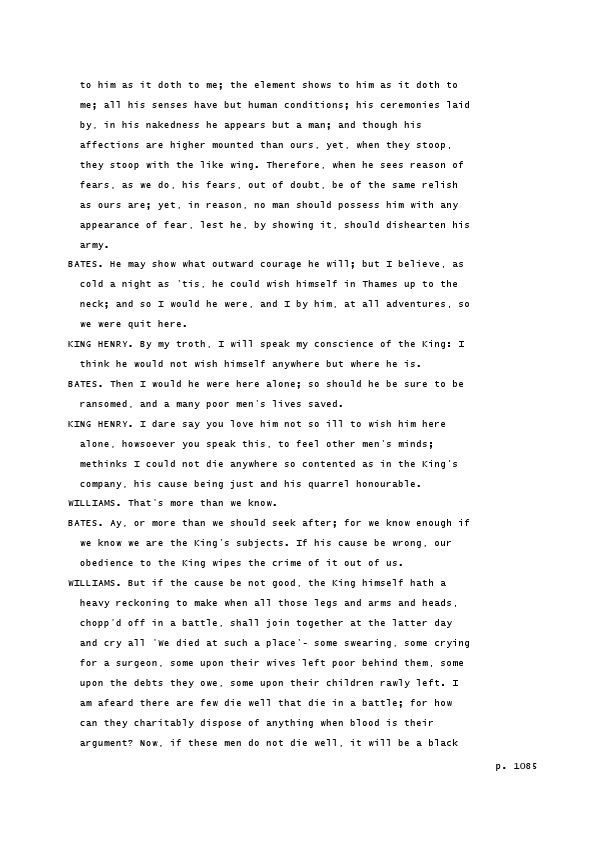 to him as it doth to me; the element shows to him as it doth to
me; all his senses have but human conditions; his ceremonies laid
by, in his nakedness he appears but a man; and though his
affections are higher mounted than ours, yet, when they stoop,
they stoop with the like wing. Therefore, when he sees reason of
fears, as we do, his fears, out of doubt, be of the same relish
as ours are; yet, in reason, no man should possess him with any
appearance of fear, lest he, by showing it, should dishearten his
army.
BATES. He may show what outward courage he will; but I believe, as
cold a night as 'tis, he could wish himself in Thames up to the
neck; and so I would he were, and I by him, at all adventures, so
we were quit here.
KING HENRY. By my troth, I will speak my conscience of the King: I
think he would not wish himself anywhere but where he is.
BATES. Then I would he were here alone; so should he be sure to be
ransomed, and a many poor men's lives saved.
KING HENRY. I dare say you love him not so ill to wish him here
alone, howsoever you speak this, to feel other men's minds;
methinks I could not die anywhere so contented as in the King's
company, his cause being just and his quarrel honourable.
WILLIAMS. That's more than we know.
BATES. Ay, or more than we should seek after; for we know enough if
we know we are the King's subjects. If his cause be wrong, our
obedience to the King wipes the crime of it out of us.
WILLIAMS. But if the cause be not good, the King himself hath a
heavy reckoning to make when all those legs and arms and heads,
chopp'd off in a battle, shall join together at the latter day
and cry all 'We died at such a place'- some swearing, some crying
for a surgeon, some upon their wives left poor behind them, some
upon the debts they owe, some upon their children rawly left. I
am afeard there are few die well that die in a battle; for how
can they charitably dispose of anything when blood is their
argument? Now, if these men do not die well, it will be a black
p. 1085